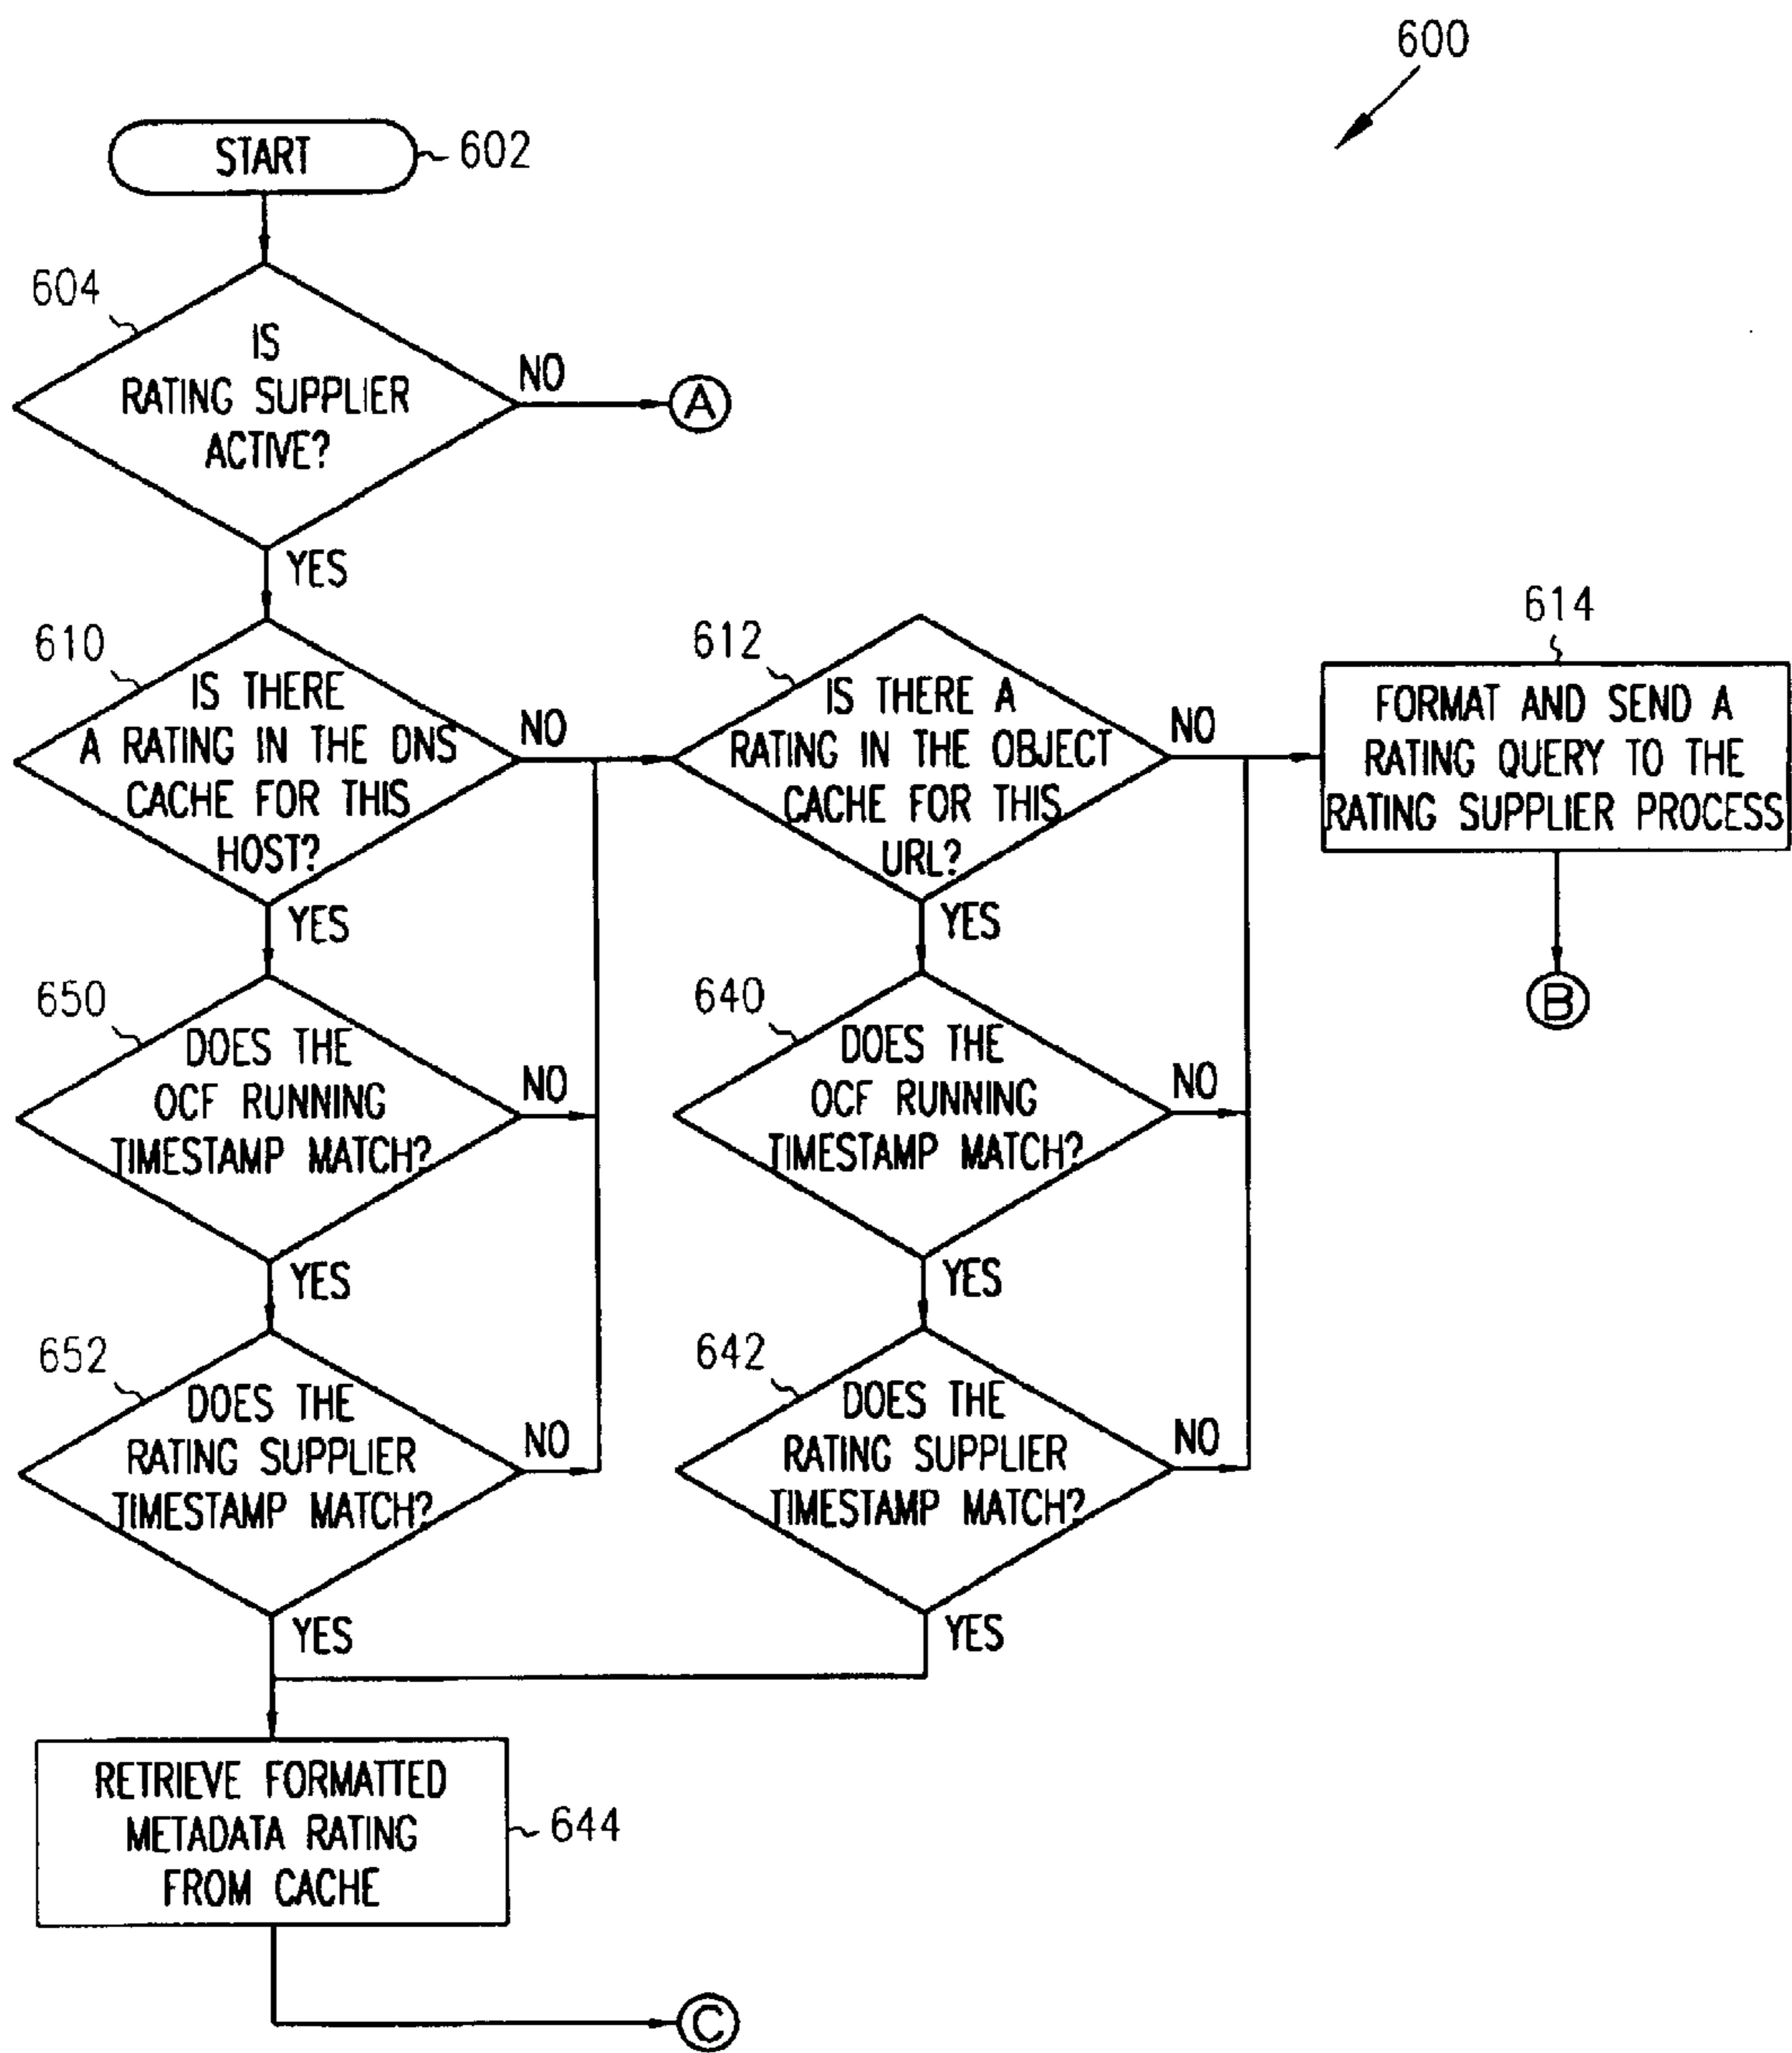 600
START
602
604
IS
RATING SUPPLIER
ACTIVE?
NO
A
YES
610
IS THERE
A RATING IN THE DNS
CACHE FOR THIS
HOST?
NO
YES
612
IS THERE A
RATING IN THE OBJECT
CACHE FOR THIS
URL?
NO
YES
614
FORMAT AND SEND A
RATING QUERY TO THE
RATING SUPPLIER PROCESS
B
650
DOES THE
OCF RUNNING
TIMESTAMP MATCH?
NO
YES
640
DOES THE
OCF RUNNING
TIMESTAMP MATCH?
NO
YES
652
DOES THE
RATING SUPPLIER
TIMESTAMP MATCH?
NO
YES
642
DOES THE
RATING SUPPLIER
TIMESTAMP MATCH?
NO
YES
RETRIEVE FORMATTED
METADATA RATING
FROM CACHE
644
C